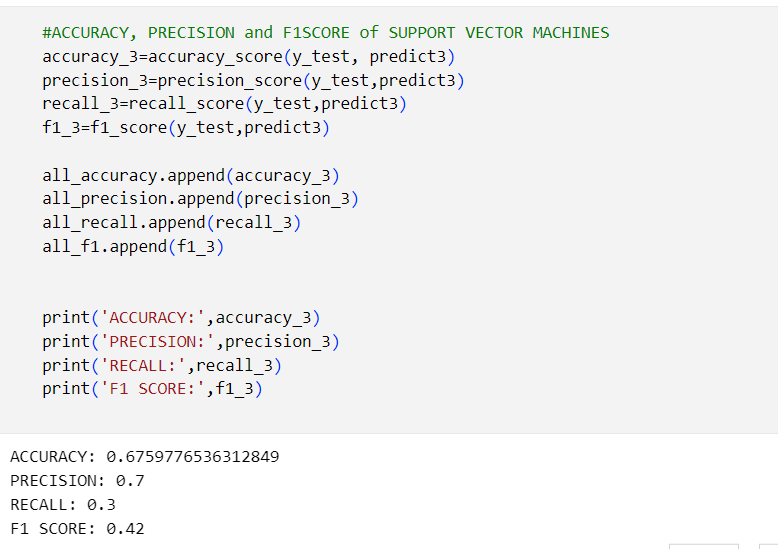 #ACCURACY, PRECISION and F1SCORE of SUPPORT VECTOR MACHINES
accuracy_3=accuracy_score(y_test, predict3)
precision_3=precision_score(y_test,predict3)
recall_3=recall_score(y_test,predict3)
f1_3=f1_score(y_test,predict3)
all_accuracy.append(accuracy_3)
all_precision.append(precision_3)
all_recall.append(recall_3)
all_f1.append(f1_3)
print('ACCURACY:',accuracy_3)
print('PRECISION:',precision_3)
print('RECALL:',recall_3)
print('F1 SCORE:',f1_3)
ACCURACY: 0.6759776536312849
PRECISION: 0.7
RECALL: 0.3
F1 SCORE: 0.42